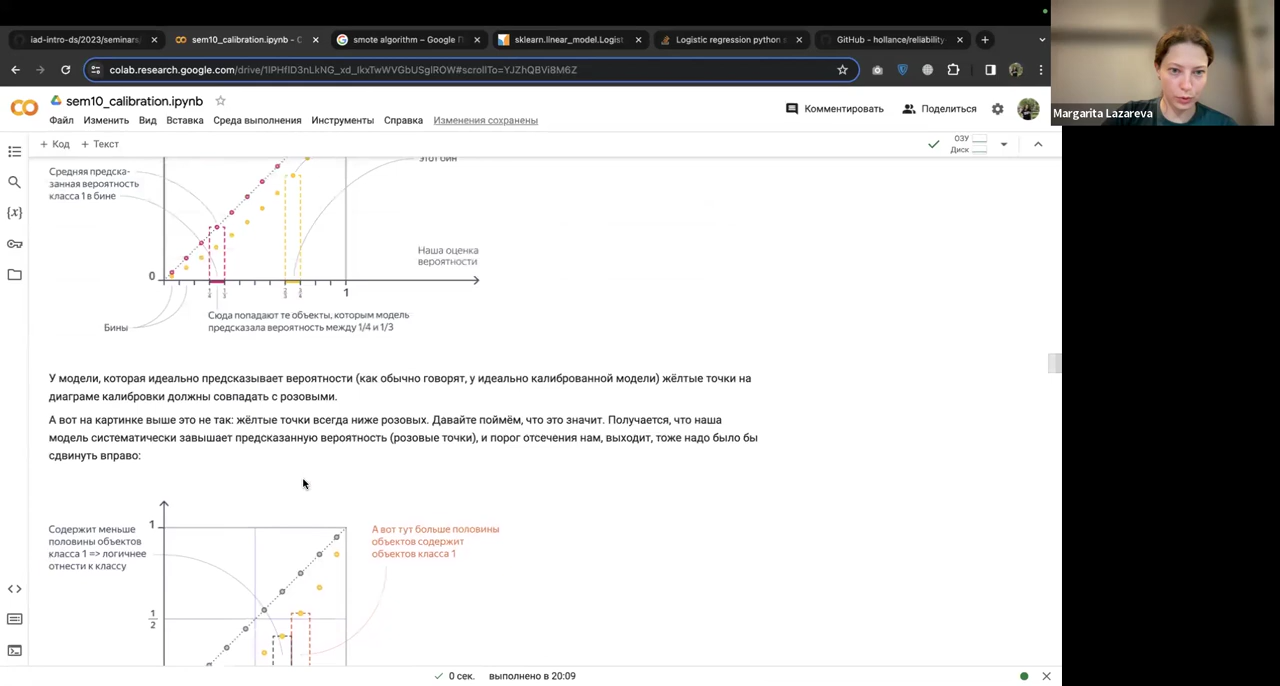 iad-intro-ds/2023/seminars
sem10_calibration.ipynb - C
smote algorithm – Google П
sklearn.linear_model.Logist
Logistic regression python s
GitHub - hollance/reliability-
colab.research.google.com/drive/1lPHfID3nLkNG_xd_IkxTwWVGbUSglROW#scrollTo=YJZhQBVi8M6Z
Margarita Lazareva
CO
sem10_calibration.ipynb
Файл Изменить Вид Вставка Среда выполнения Инструменты Справка Изменения сохранены
Комментировать
Поделиться
+ Код + Текст
ОЗУ
Диск
Средняя предска-
занная вероятность
класса 1 в бине
этот бин
Наша оценка
вероятности
0
1
Сюда попадают те объекты, которым модель
предсказала вероятность между 1/4 и 1/3
Бины
У модели, которая идеально предсказывает вероятности (как обычно говорят, у идеально калиброванной модели) жёлтые точки на
диаграмме калибровки должны совпадать с розовыми.
А вот на картинке выше это не так: жёлтые точки всегда ниже розовых. Давайте поймём, что это значит. Получается, что наша
модель систематически завышает предсказанную вероятность (розовые точки), и порог отсечения нам, выходит, тоже надо было бы
сдвинуть вправо:
Содержит меньше
половины объектов
класса 1 => логичнее
отнести к классу
1
А вот тут больше половины
объектов содержит
объектов класса 1
1
2
0 сек. выполнено в 20:09